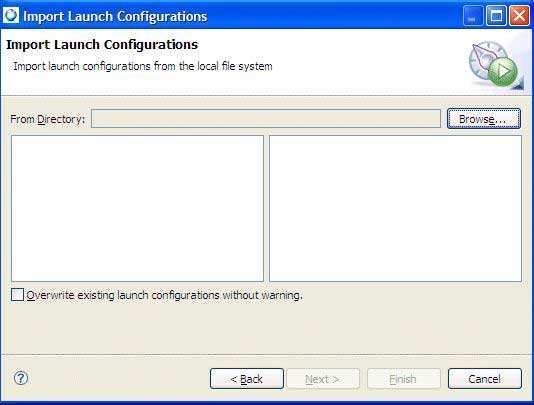 Import Launch Configurations
Import Launch Configurations
Import launch configurations from the local file system
From Directory:
Browse...
Overwrite existing launch configurations without warning.
?
< Back
Next >
Finish
Cancel